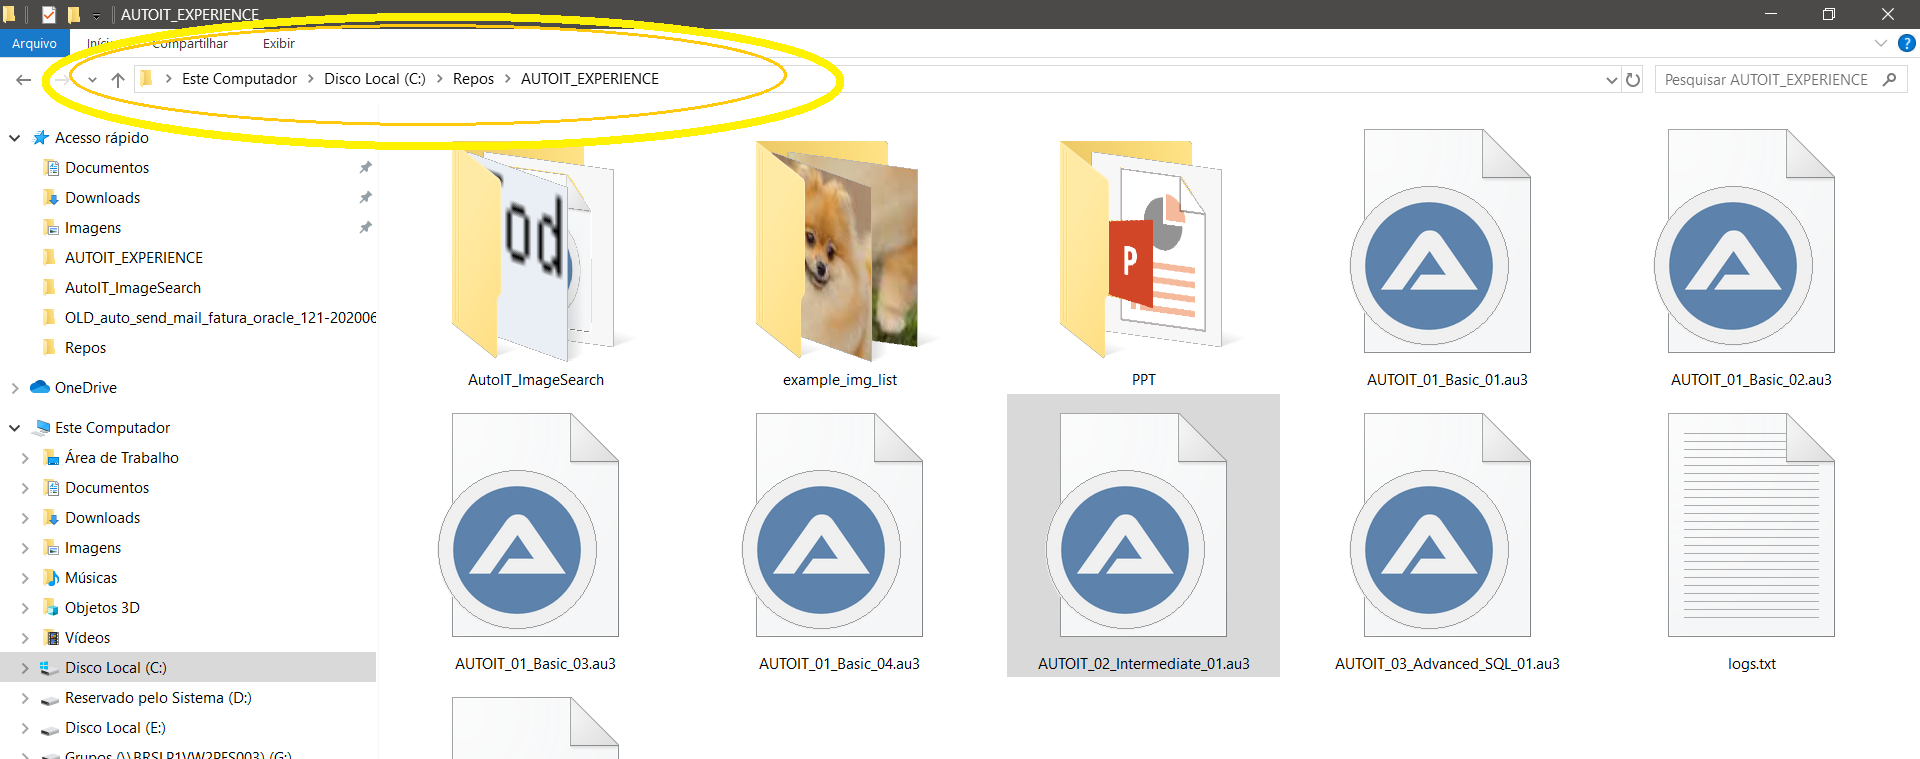 AUTOIT_EXPERIENCE
Arquivo
Compartilhar
Exibir
Este Computador
Disco Local (C:)
Repos
AUTOIT_EXPERIENCE
Pesquisar AUTOIT_EXPERIENCE
Acesso rápido
Documentos
Downloads
Imagens
AUTOIT_EXPERIENCE
AutoIT_ImageSearch
OLD_auto_send_mail_fatura_oracle_121-202006
Repos
OneDrive
Este Computador
Área de Trabalho
Documentos
Downloads
Imagens
Músicas
Objetos 3D
Vídeos
Disco Local (C:)
Reservado pelo Sistema (D:)
Disco Local (E:)
od
P
AutoIT_ImageSearch
example_img_list
PPT
AUTOIT_01_Basic_01.au3
AUTOIT_01_Basic_02.au3
AUTOIT_01_Basic_03.au3
AUTOIT_01_Basic_04.au3
AUTOIT_02_Intermediate_01.au3
AUTOIT_03_Advanced_SQL_01.au3
logs.txt